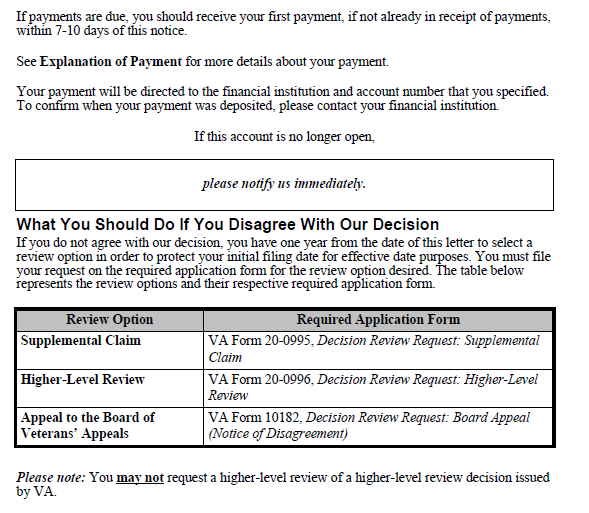 If payments are due, you should receive your first payment, if not already in receipt of payments,
within 7-10 days of this notice.
See Explanation of Payment for more details about your payment.
Your payment will be directed to the financial institution and account number that you specified.
To confirm when your payment was deposited, please contact your financial institution.
If this account is no longer open,
please notify us immediately.
What You Should Do If You Disagree With Our Decision
If you do not agree with our decision, you have one year from the date of this letter to select a
review option in order to protect your initial filing date for effective date purposes. You must file
your request on the required application form for the review option desired. The table below
represents the review options and their respective required application form.
Review Option Required Application Form
Supplemental Claim VA Form 20-0995, Decision Review Request: Supplemental
Claim
Higher-Level Review VA Form 20-0996, Decision Review Request: Higher-Level
Review
Appeal to the Board of VA Form 10182, Decision Review Request: Board Appeal
Veterans' Appeals (Notice of Disagreement)
Please note: You may not request a higher-level review of a higher-level review decision issued
by VA.